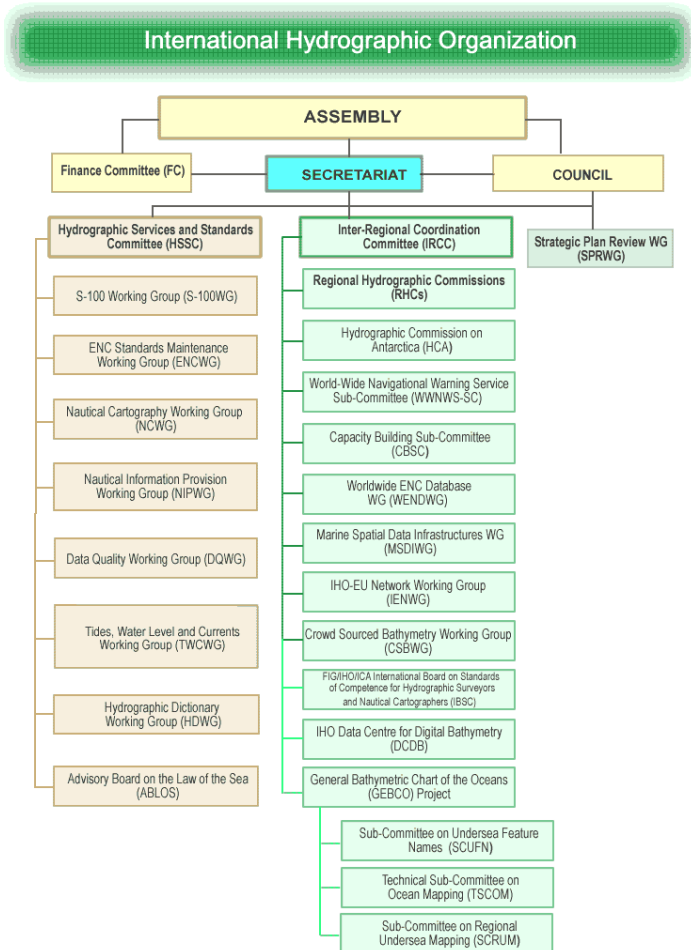 International Hydrographic Organization
ASSEMBLY
Finance Committee (FC)
SECRETARIAT
COUNCIL
Hydrographic Services and Standards
Committee (HSSC)
Inter-Regional Coordination
Committee (IRCC)
Strategic Plan Review WG
(SPRWG)
S-100 Working Group (S-100WG)
ENC Standards Maintenance
Working Group (ENCWG)
Nautical Cartography Working Group
(NCWG)
Nautical Information Provision
Working Group (NIPWG)
Data Quality Working Group (DQWG)
Tides, Water Level and Currents
Working Group (TWCWG)
Hydrographic Dictionary
Working Group (HDWG)
Advisory Board on the Law of the Sea
(ABLOS)
Regional Hydrographic Commissions
(RHCs)
Hydrographic Commission on
Antarctica (HCA)
World-Wide Navigational Warning Service
Sub-Committee (WWNWS-SC)
Capacity Building Sub-Committee
(CBSC)
Worldwide ENC Database
WG (WENDWG)
Marine Spatial Data Infrastructures WG
(MSDIWG)
IHO-EU Network Working Group
(IENWG)
Crowd Sourced Bathymetry Working Group
(CSBWG)
FIG/IHO/ICA International Board on Standards
of Competence for Hydrographic Surveyors
and Nautical Cartographers (IBSC)
IHO Data Centre for Digital Bathymetry
(DCDB)
General Bathymetric Chart of the Oceans
(GEBCO) Project
Sub-Committee on Undersea Feature
Names (SCUFN)
Technical Sub-Committee on
Ocean Mapping (TSCOM)
Sub-Committee on Regional
Undersea Mapping (SCRUM)